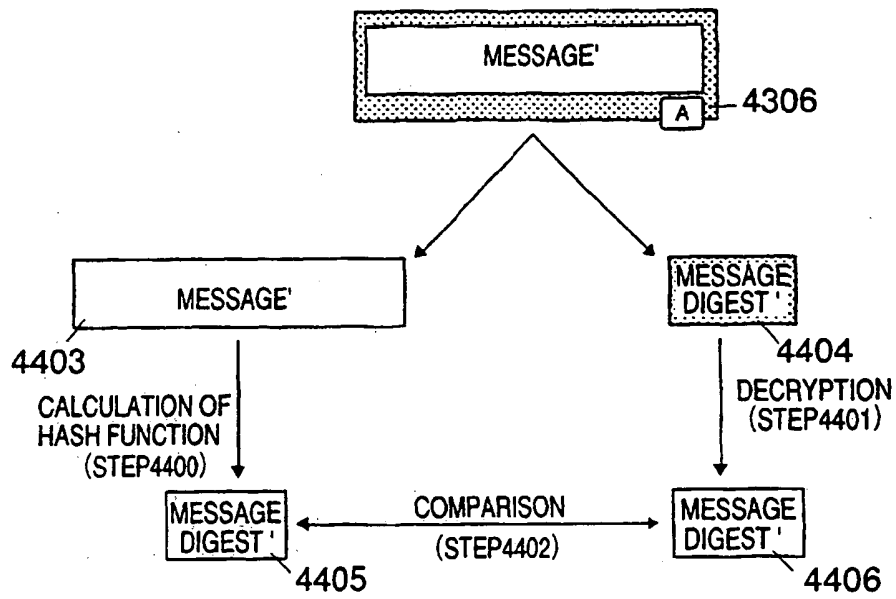 MESSAGE'
A
4306
MESSAGE'
4403
MESSAGE
DIGEST '
4404
CALCULATION OF
HASH FUNCTION
(STEP4400)
DECRYPTION
(STEP4401)
MESSAGE
DIGEST '
4405
COMPARISON
(STEP4402)
MESSAGE
DIGEST '
4406